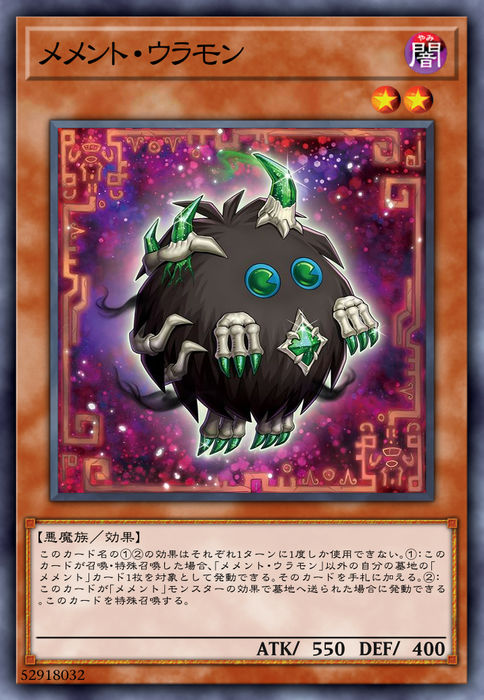 メメント・ウラモン
やみ
闇
【悪魔族／効果】
このカード名の①②の効果はそれぞれ1ターンに1度しか使用できない。①：この
カードが召喚・特殊召喚した場合、「メメント・ウラモン」以外の自分の墓地の「
メメント」カード1枚を対象として発動できる。そのカードを手札に加える。②：
このカードが「メメント」モンスターの効果で墓地へ送られた場合に発動できる
。このカードを特殊召喚する。
ATK/ 550 DEF/ 400
52918032